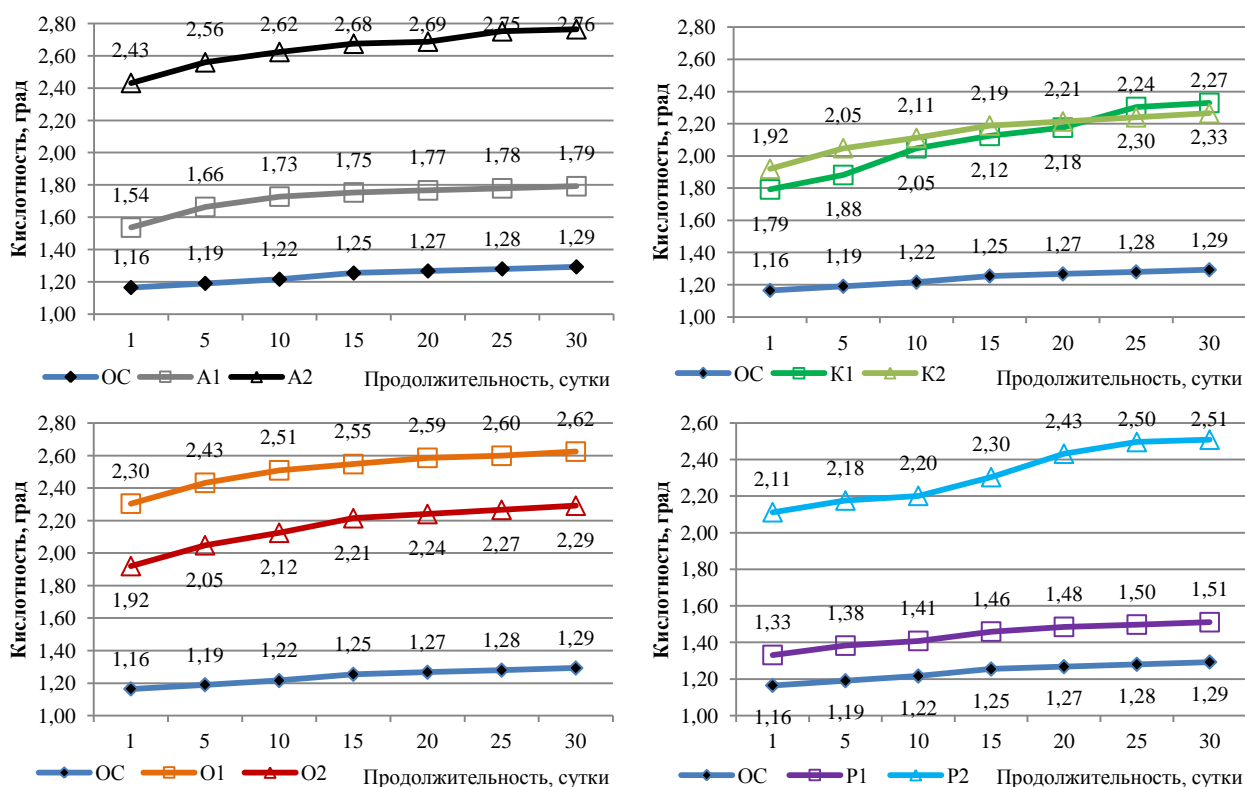 2,80
2,60
2,40
2,20
2,00
1,80
1,60
1,40
1,20
1,00
Кислотность, град
2,43 2,56 2,62 2,68 2,69 2,75 2,76
1,54 1,66 1,73 1,75 1,77 1,78 1,79
1,16 1,19 1,22 1,25 1,27 1,28 1,29
1 5 10 15 20 25 30
ОС А1 А2 Продолжительность, сутки
2,80
2,60
2,40
2,20
2,00
1,80
1,60
1,40
1,20
1,00
Кислотность, град
1,92 2,05 2,11 2,19 2,21 2,24 2,27
1,79 1,88 2,05 2,12 2,18 2,30 2,33
1,16 1,19 1,22 1,25 1,27 1,28 1,29
1 5 10 15 20 25 30
ОС К1 К2 Продолжительность, сутки
2,80
2,60
2,40
2,20
2,00
1,80
1,60
1,40
1,20
1,00
Кислотность, град
2,30 2,43 2,51 2,55 2,59 2,60 2,62
1,92 2,05 2,12 2,21 2,24 2,27 2,29
1,16 1,19 1,22 1,25 1,27 1,28 1,29
1 5 10 15 20 25 30
ОС О1 О2 Продолжительность, сутки
2,60
2,40
2,20
2,00
1,80
1,60
1,40
1,20
1,00
Кислотность, град
2,11 2,18 2,20 2,30 2,43 2,50 2,51
1,33 1,38 1,41 1,46 1,48 1,50 1,51
1,16 1,19 1,22 1,25 1,27 1,28 1,29
1 5 10 15 20 25 30
ОС Р1 Р2 Продолжительность, сутки